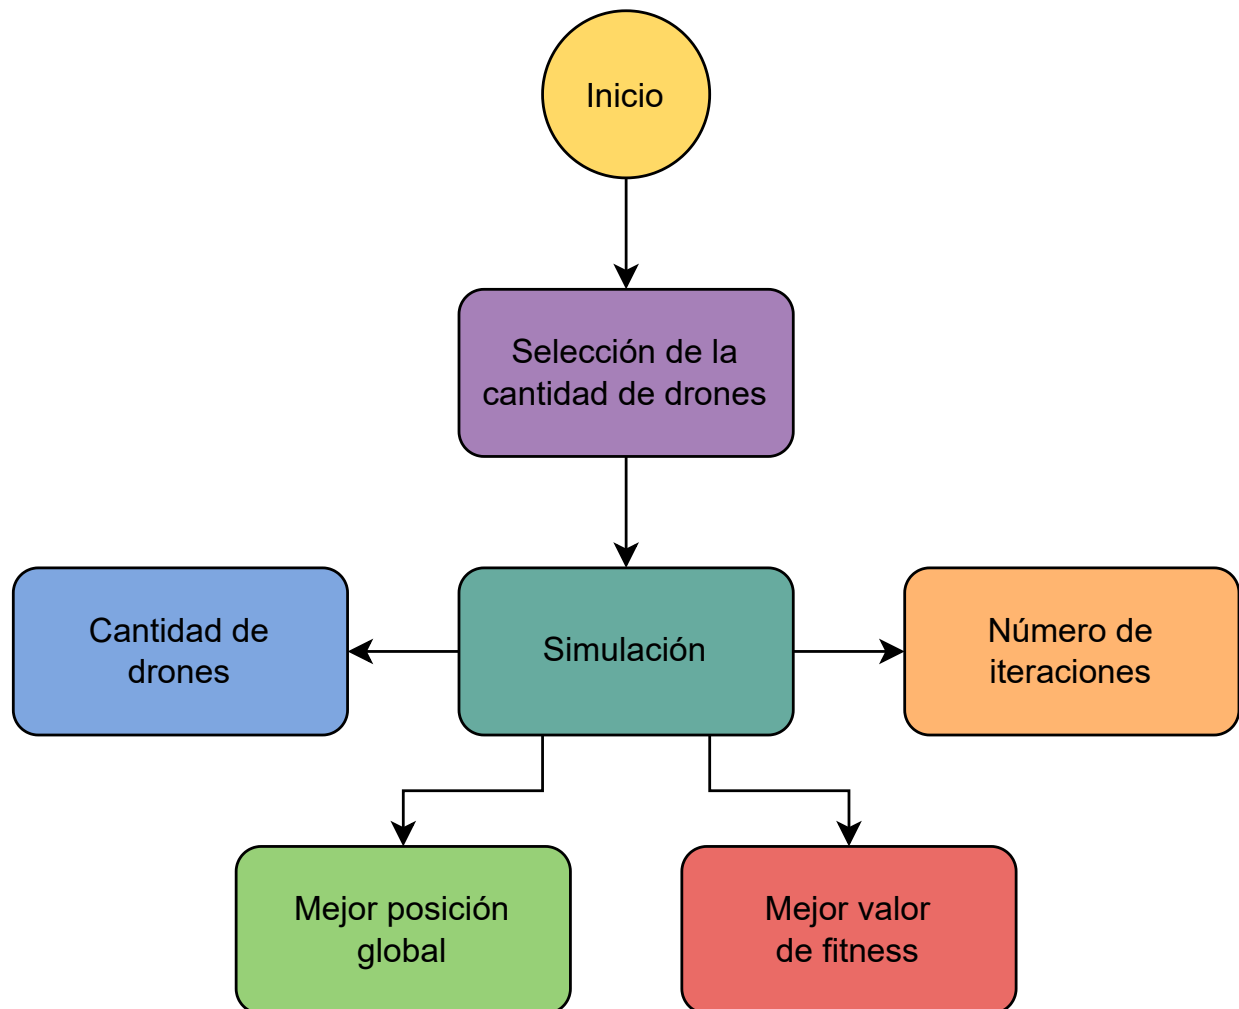 Inicio
Selección de la
cantidad de drones
Cantidad de
drones
Simulación
Número de
iteraciones
Mejor posición
global
Mejor valor
de fitness